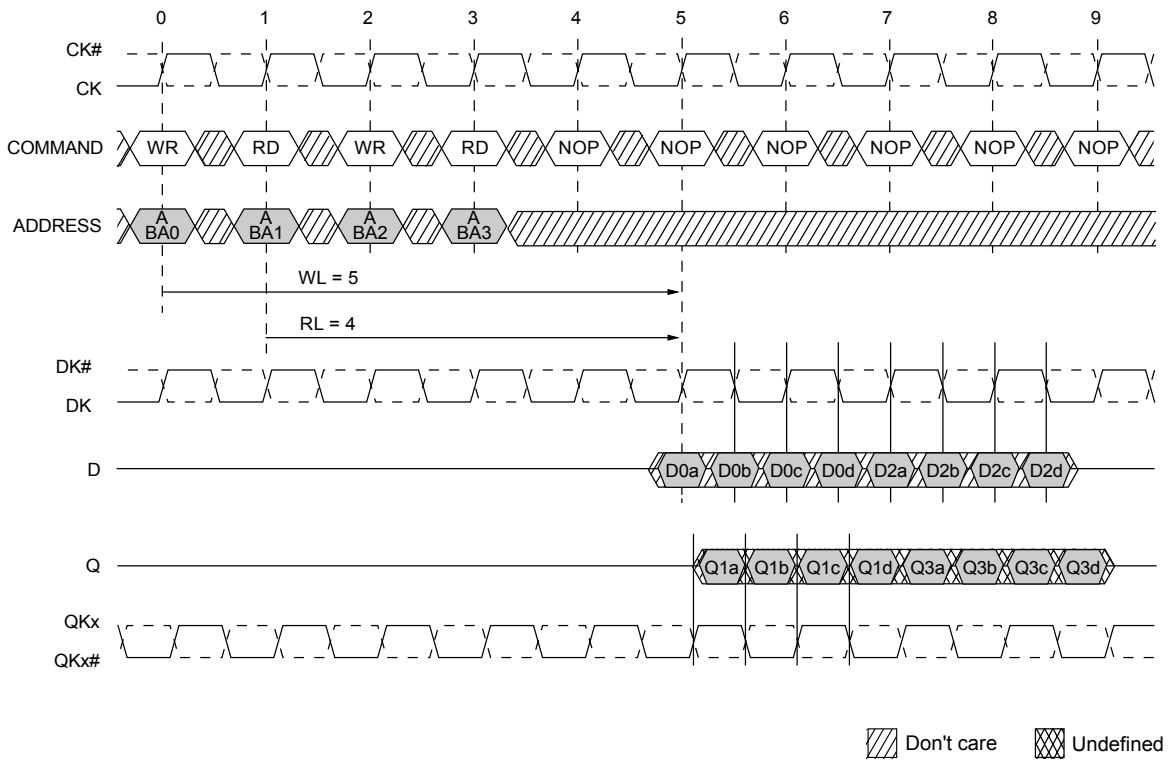 0 1 2 3 4 5 6 7 8 9
CK#
CK
COMMAND WR RD WR RD NOP NOP NOP NOP NOP NOP
ADDRESS A BA0 A BA1 A BA2 A BA3
WL = 5
RL = 4
DK#
DK
D D0a D0b D0c D0d D2a D2b D2c D2d
Q Q1a Q1b Q1c Q1d Q3a Q3b Q3c Q3d
QKx
QKx#
Don't care Undefined